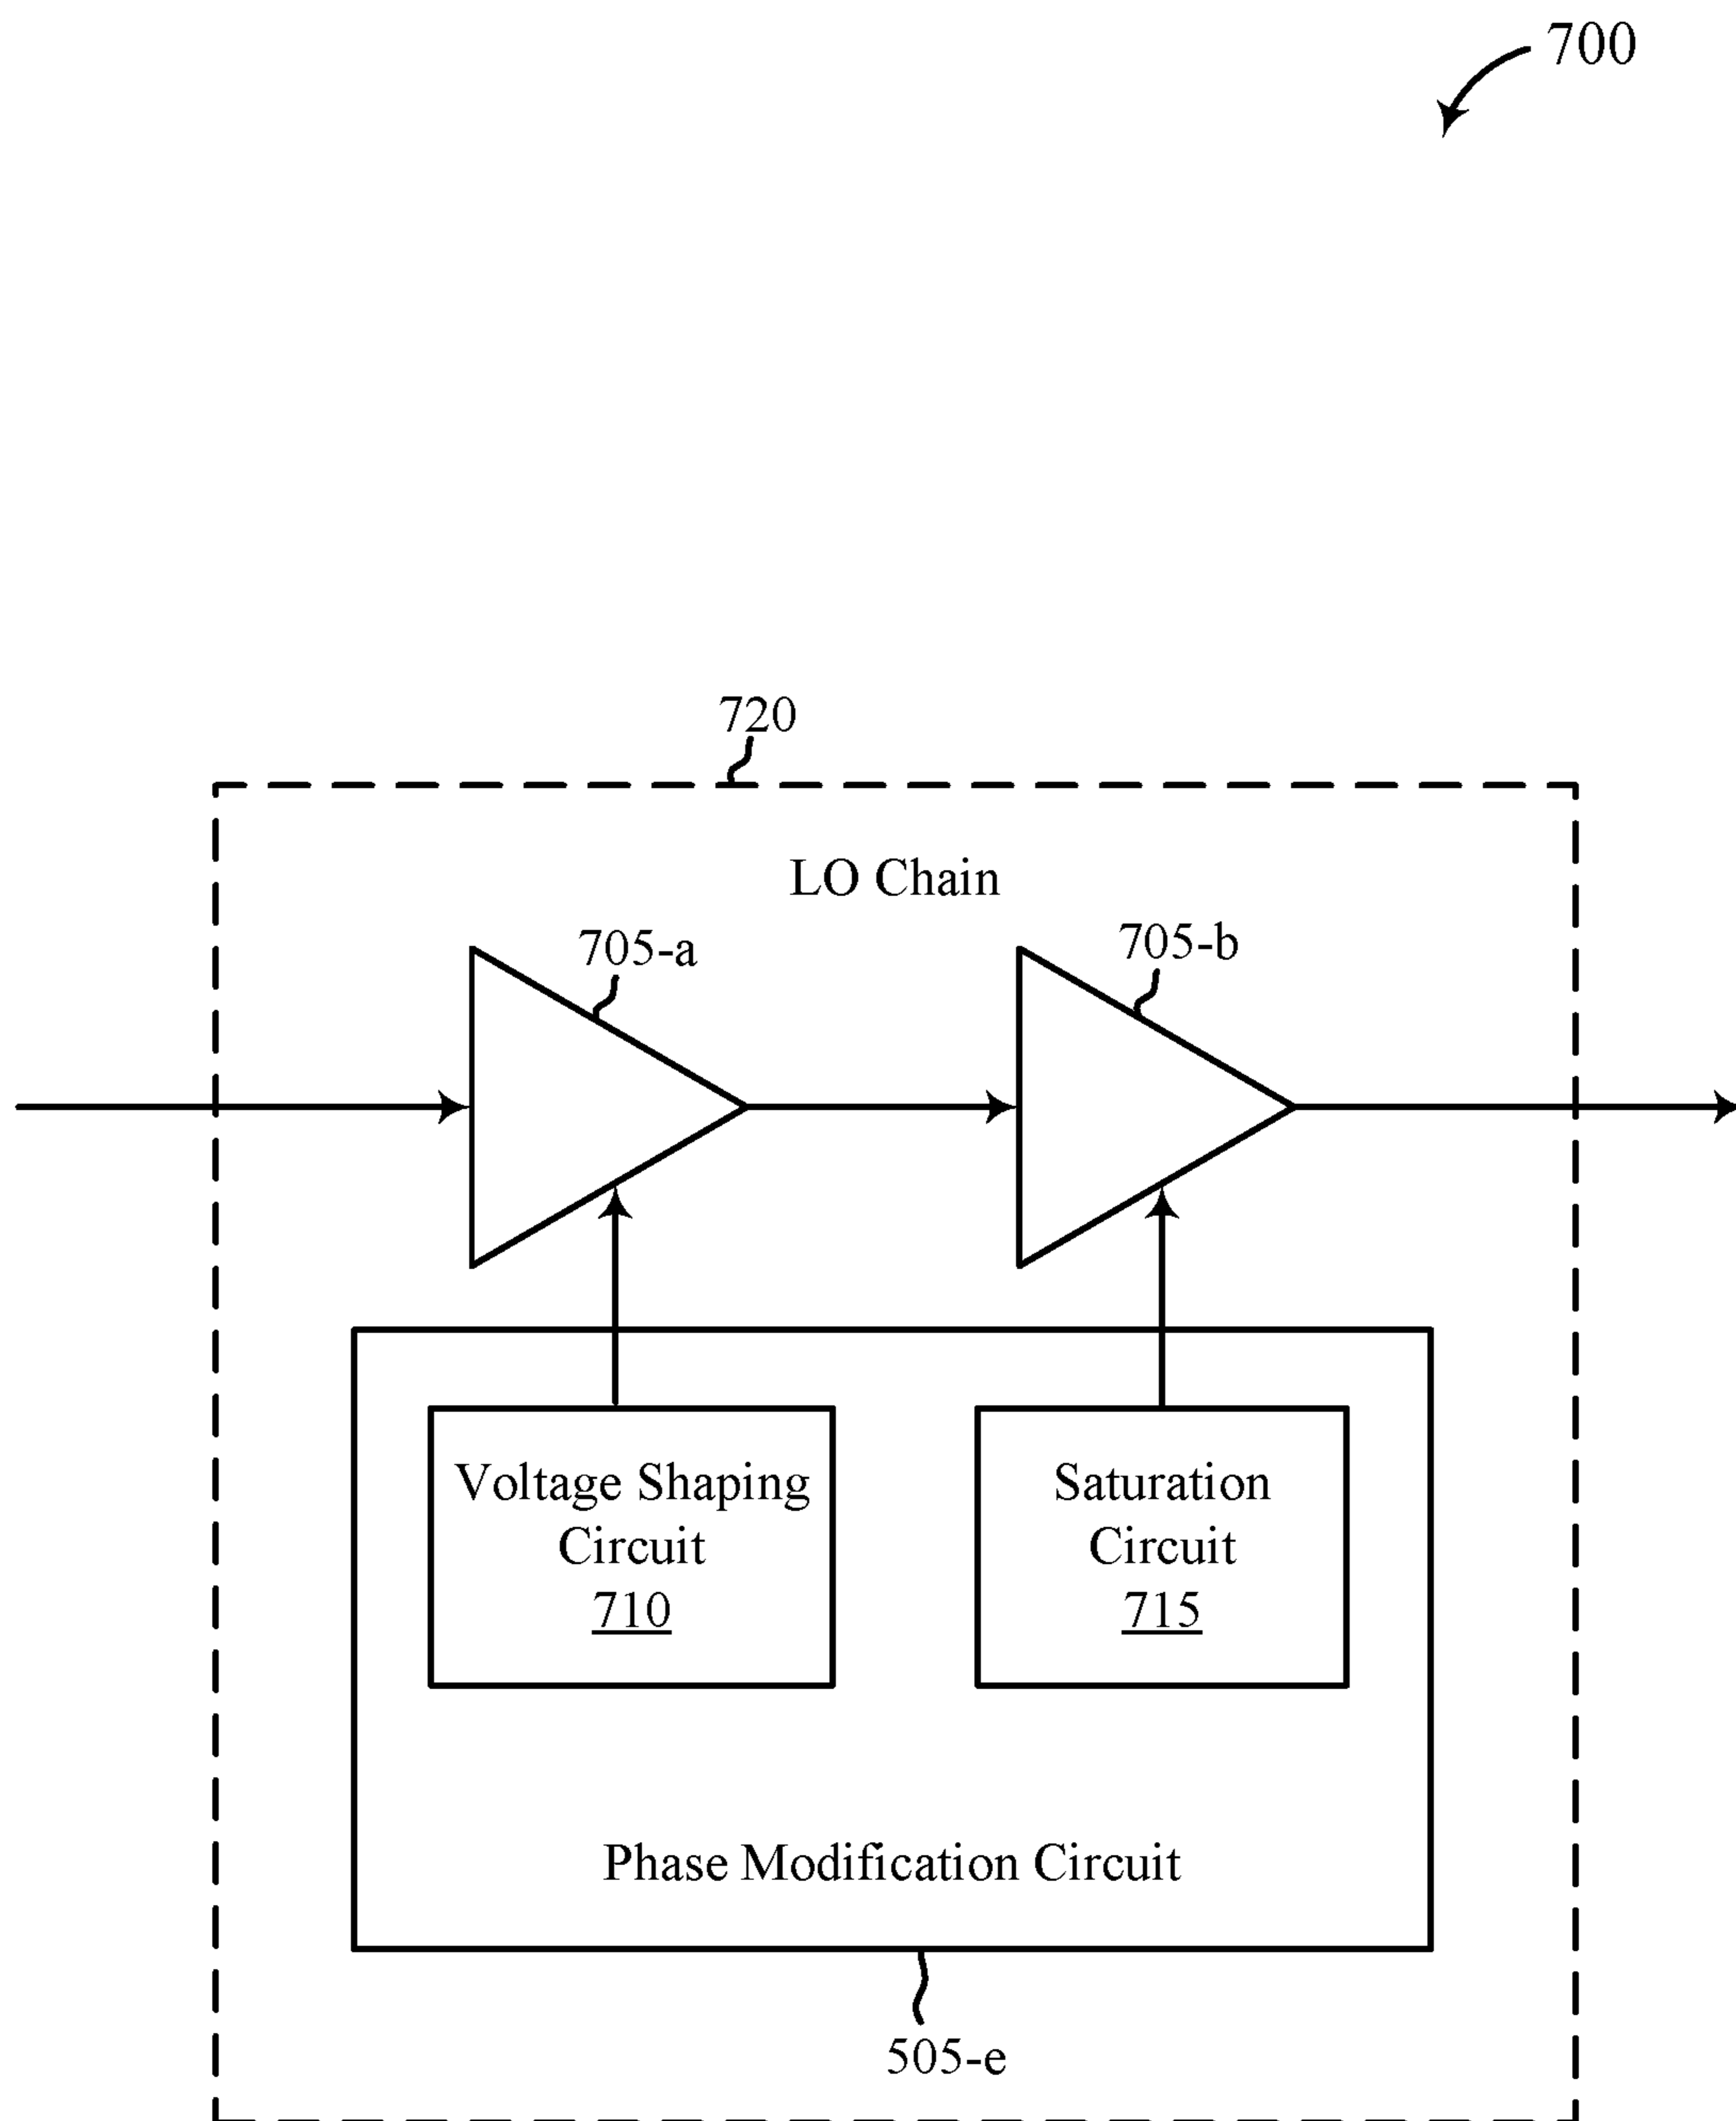 700
720
LO Chain
705-a
705-b
Voltage Shaping
Circuit
710
Saturation
Circuit
715
Phase Modification Circuit
505-e